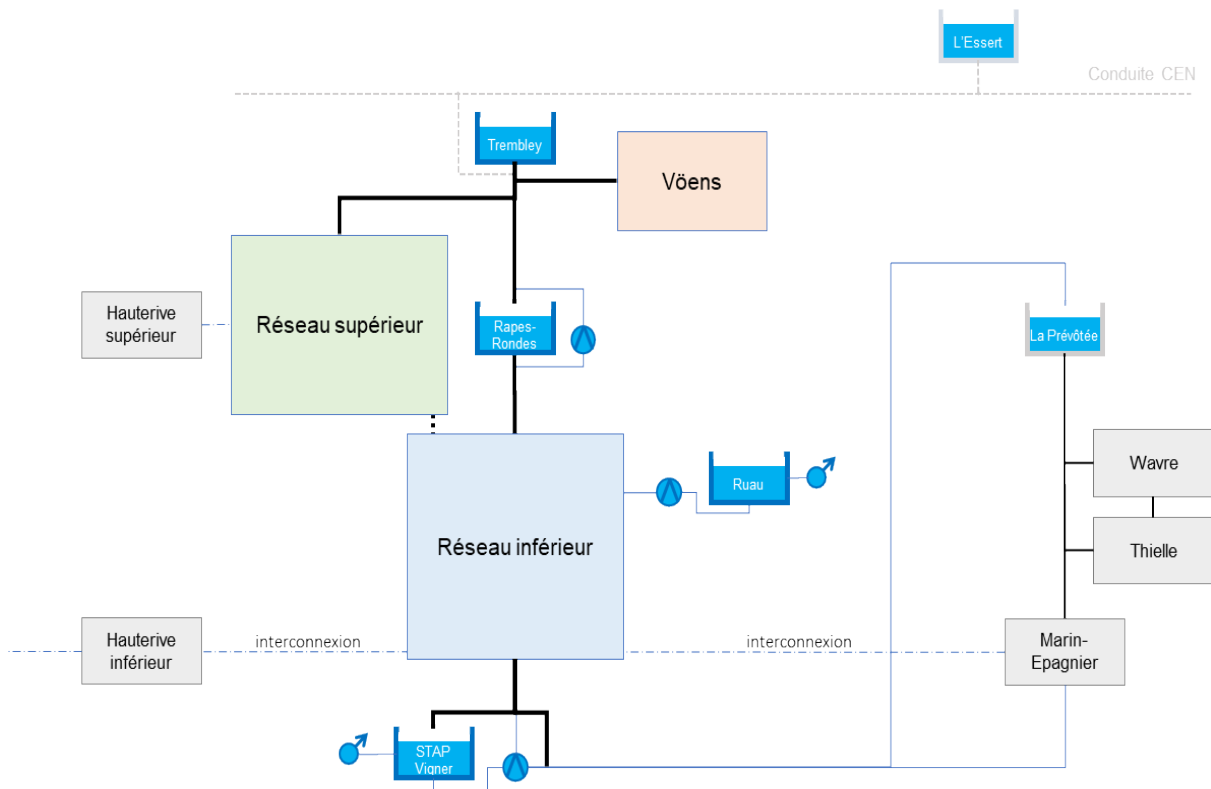 L'Essert
Conduite CEN
Trembley
Vöens
Hauterive
supérieur
Réseau supérieur
Rapes-
Rondes
La Prévôtée
Wavre
Ruau
Thielle
Réseau inférieur
Hauterive
inférieur
interconnexion
interconnexion
Marin-
Epagnier
STAP
Vigner